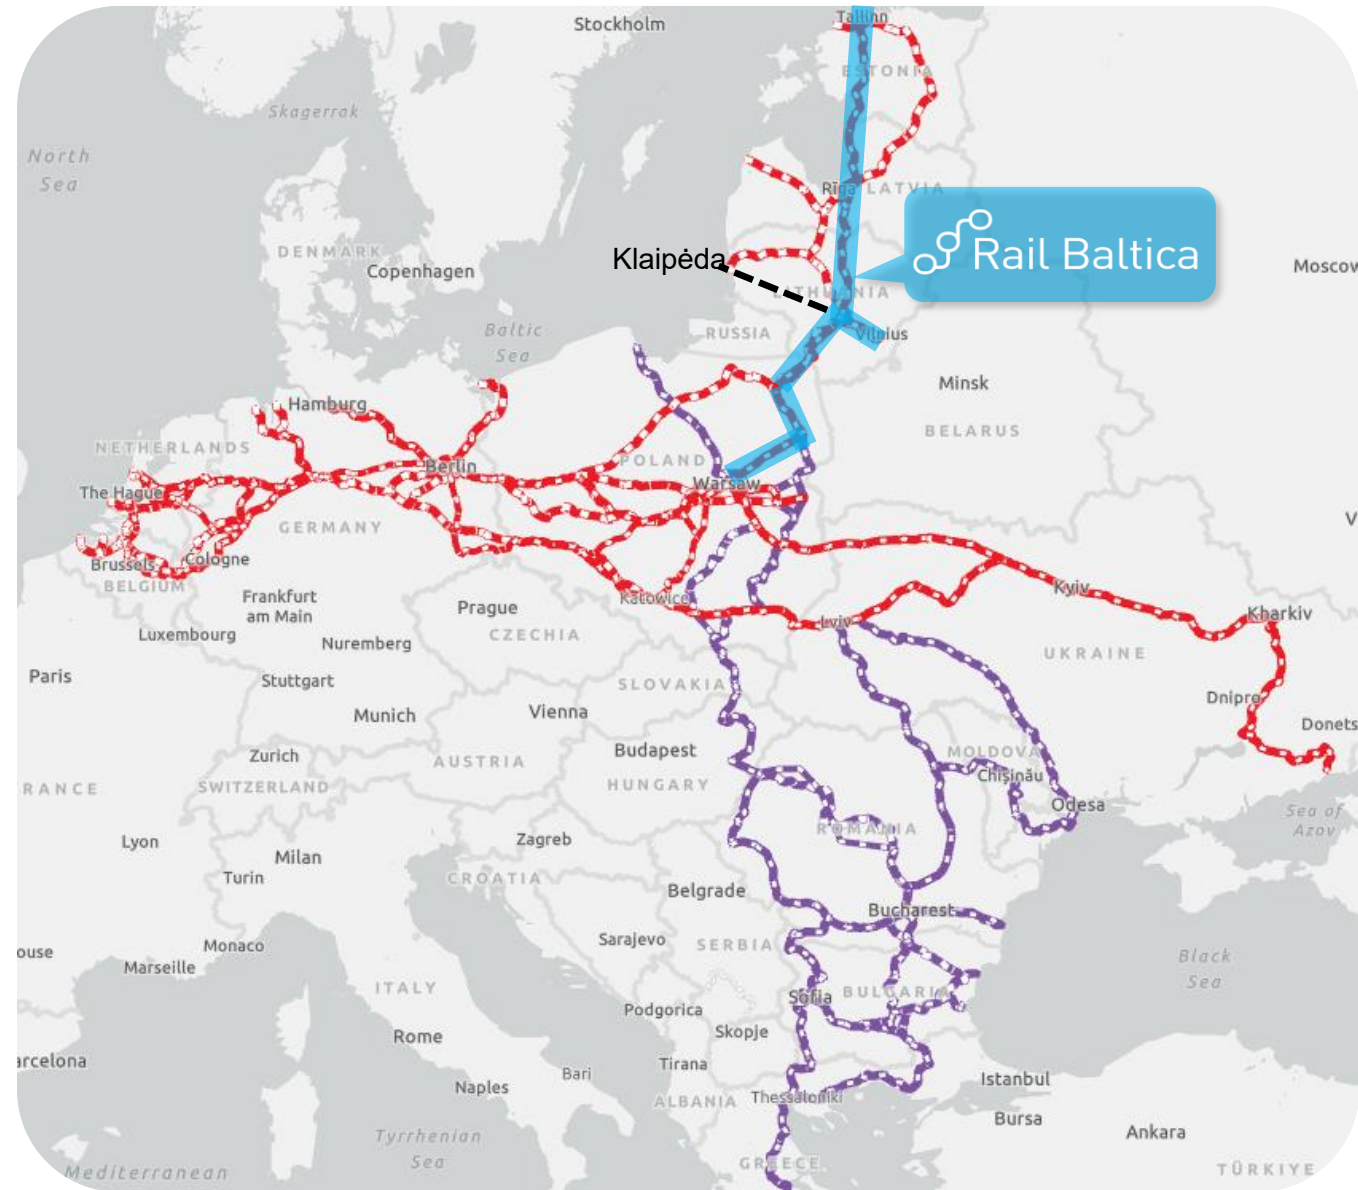 Stockholm
Tallinn
ESTONIA
Skagerrak
North
Sea
Rīga
LATVIA
DENMARK
Copenhagen
Klaipėda
Rail Baltica
Moscow
LITHUANIA
Baltic
Sea
RUSSIA
Vilnius
Minsk
Hamburg
BELARUS
NETHERLANDS
Berlin
POLAND
Warsaw
The Hague
GERMANY
V
Brussels
Cologne
BELGIUM
Frankfurt
am Main
Prague
Katowice
Kyiv
Kharkiv
Luxembourg
Nuremberg
CZECHIA
Lviv
UKRAINE
Paris
Stuttgart
SLOVAKIA
Dnipro
Munich
Vienna
Donets
Zurich
Budapest
MOLDOVA
AUSTRIA
Chișinău
RANCE
SWITZERLAND
HUNGARY
Odesa
Sea of
Azov
Lyon
Zagreb
ROMANIA
Milan
Turin
CROATIA
Belgrade
Bucharest
ouse
Monaco
Sarajevo
SERBIA
Marseille
Black
Sea
ITALY
Sofia
BULGARIA
Podgorica
Rome
Skopje
arcelona
Tirana
Naples
Bari
Istanbul
ALBANIA
Thessaloniki
Bursa
Ankara
Tyrrhenian
Sea
GREECE
Mediterranean
TÜRKIYE